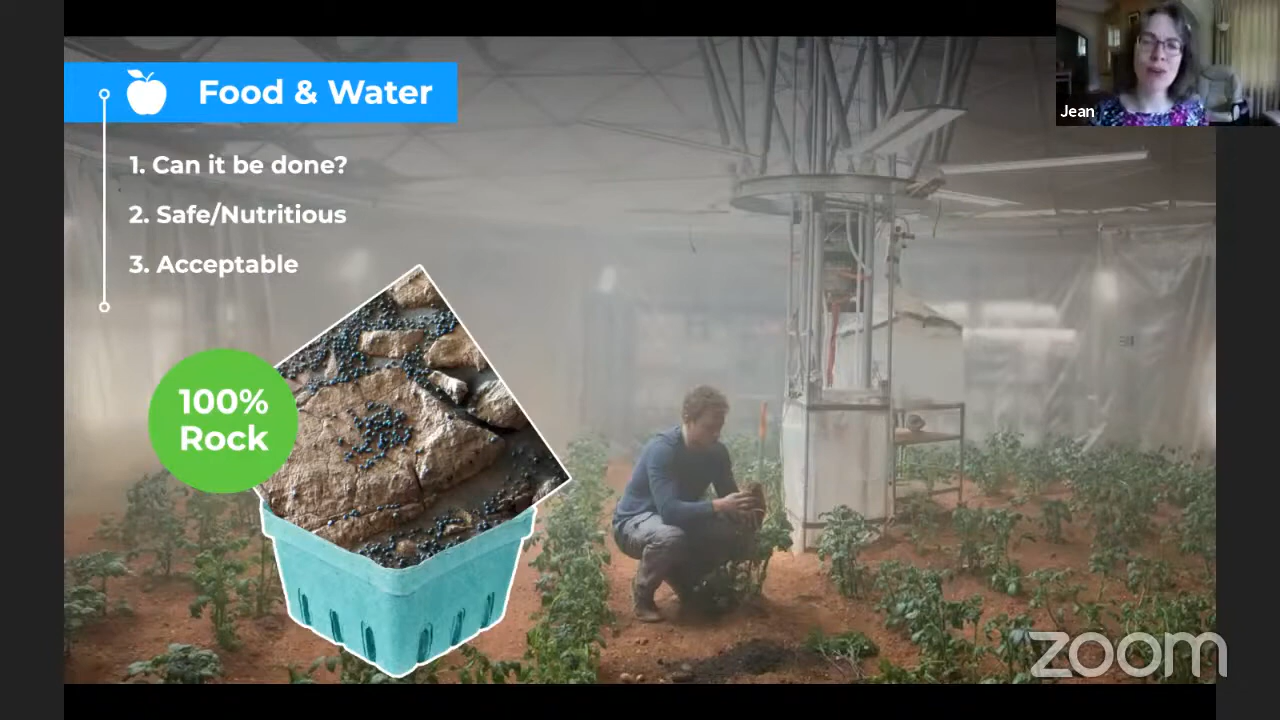 Food & Water
1. Can it be done?
2. Safe/Nutritious
3. Acceptable
100%
Rock
Jean
zoom